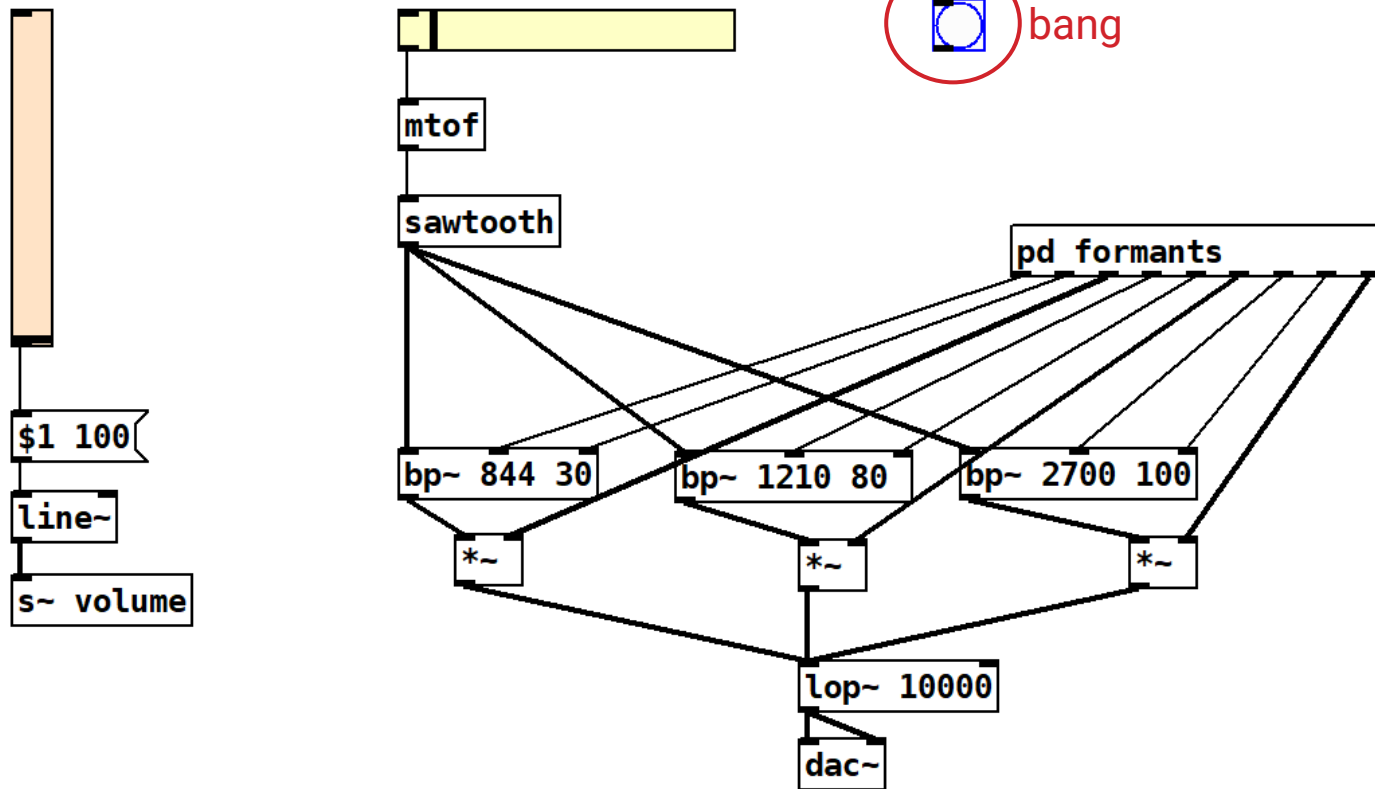 bang
mtof
sawtooth
pd formants
$1 100
bp~ 844 30
bp~ 1210 80
bp~ 2700 100
line~
*~
*~
*~
s~ volume
lop~ 10000
dac~